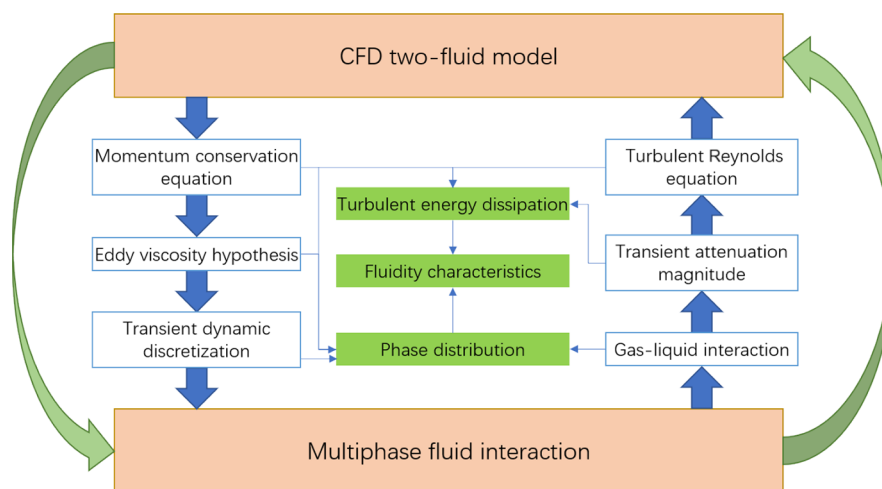 CFD two-fluid model
Momentum conservation
equation
Eddy viscosity hypothesis
Transient dynamic
discretization
Turbulent energy dissipation
Fluidity characteristics
Phase distribution
Turbulent Reynolds
equation
Transient attenuation
magnitude
Gas-liquid interaction
Multiphase fluid interaction